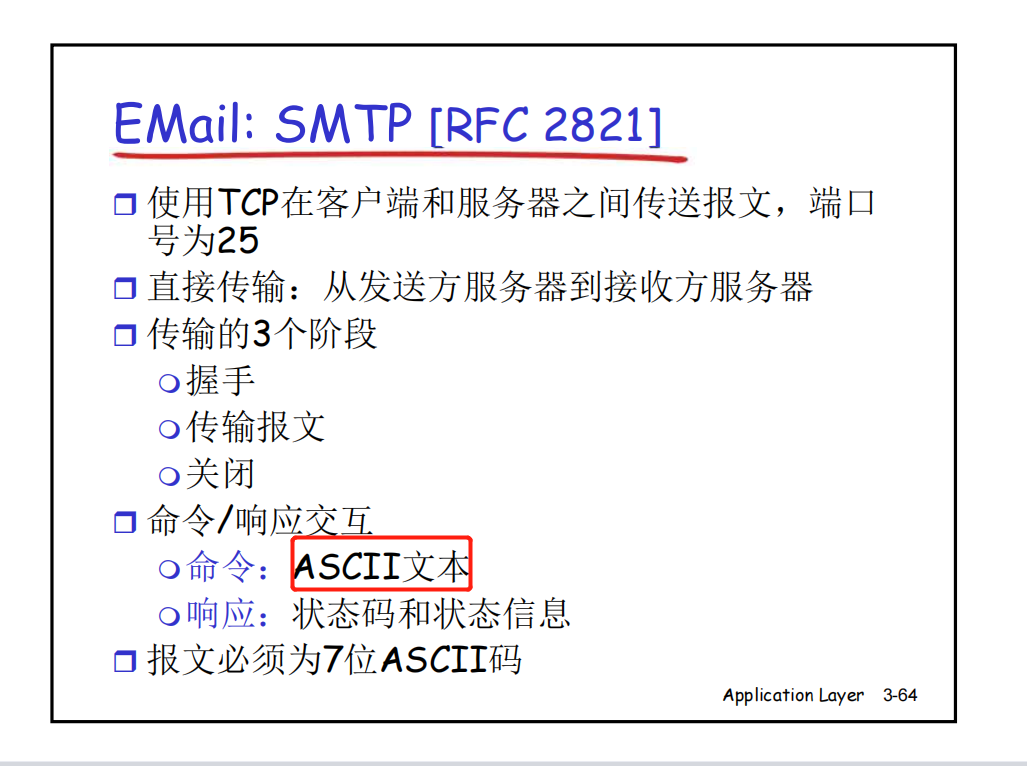 EMail: SMTP [RFC 2821]
使用TCP在客户端和服务器之间传送报文，端口
号为25
直接传输：从发送方服务器到接收方服务器
传输的3个阶段
握手
传输报文
关闭
命令/响应交互
命令：ASCII文本
响应：状态码和状态信息
报文必须为7位ASCII码
Application Layer 3-64